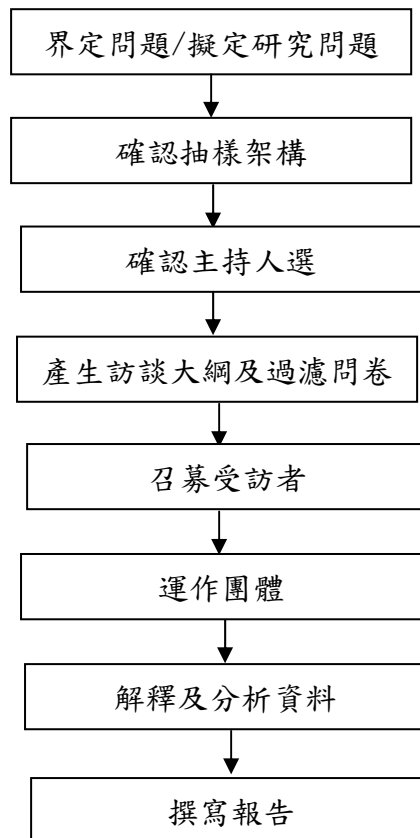 界定問題/擬定研究問題
確認抽樣架構
確認主持人選
產生訪談大綱及過濾問卷
召募受訪者
運作團體
解釋及分析資料
撰寫報告